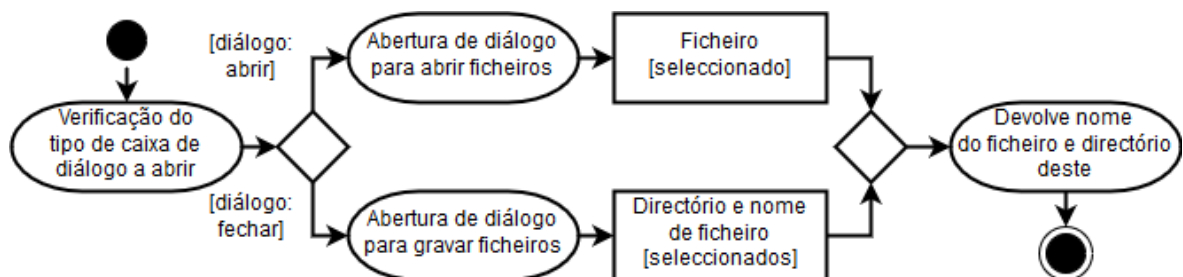 Verificação do
tipo de caixa de
diálogo a abrir
[diálogo:
abrir]
Abertura de diálogo
para abrir ficheiros
Ficheiro
[seleccionado]
[diálogo:
fechar]
Abertura de diálogo
para gravar ficheiros
Directório e nome
de ficheiro
[seleccionados]
Devolve nome
do ficheiro e directório
deste